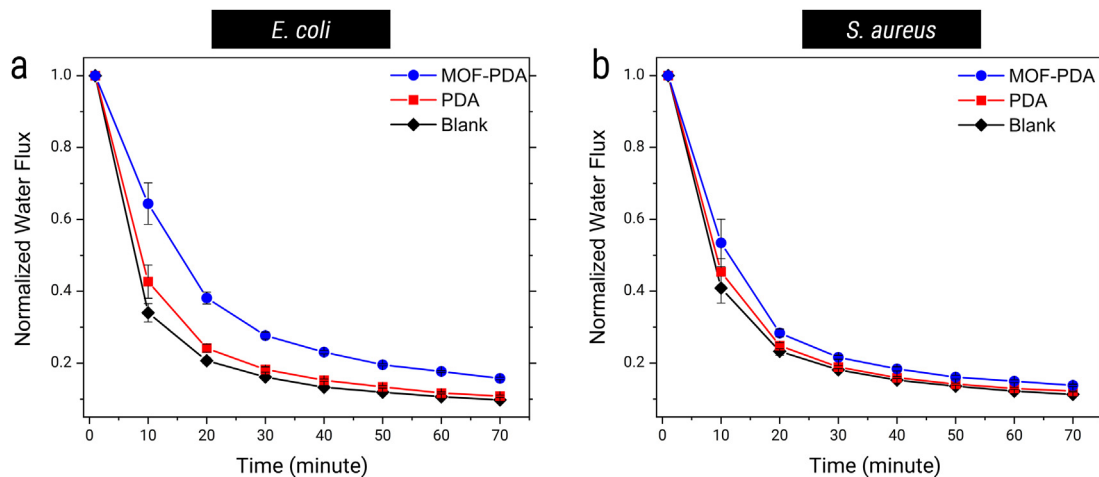 E. coli
a
MOF-PDA
PDA
Blank
1.0
0.8
0.6
0.4
0.2
Normalized Water Flux
0 10 20 30 40 50 60 70
Time (minute)
S. aureus
b
MOF-PDA
PDA
Blank
1.0
0.8
0.6
0.4
0.2
Normalized Water Flux
0 10 20 30 40 50 60 70
Time (minute)